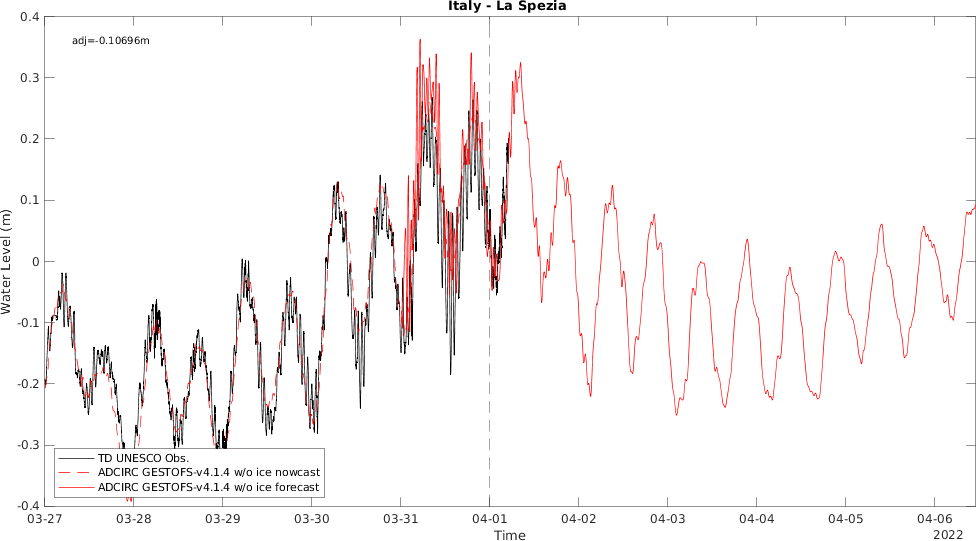 Italy - La Spezia
adj=-0.10696m
Water Level (m)
0.4
0.3
0.2
0.1
0
-0.1
-0.2
-0.3
-0.4
TD UNESCO Obs.
ADCIRC GESTOFS-v4.1.4 w/o ice nowcast
ADCIRC GESTOFS-v4.1.4 w/o ice forecast
03-27 03-28 03-29 03-30 03-31 04-01 04-02 04-03 04-04 04-05 04-06
Time
2022